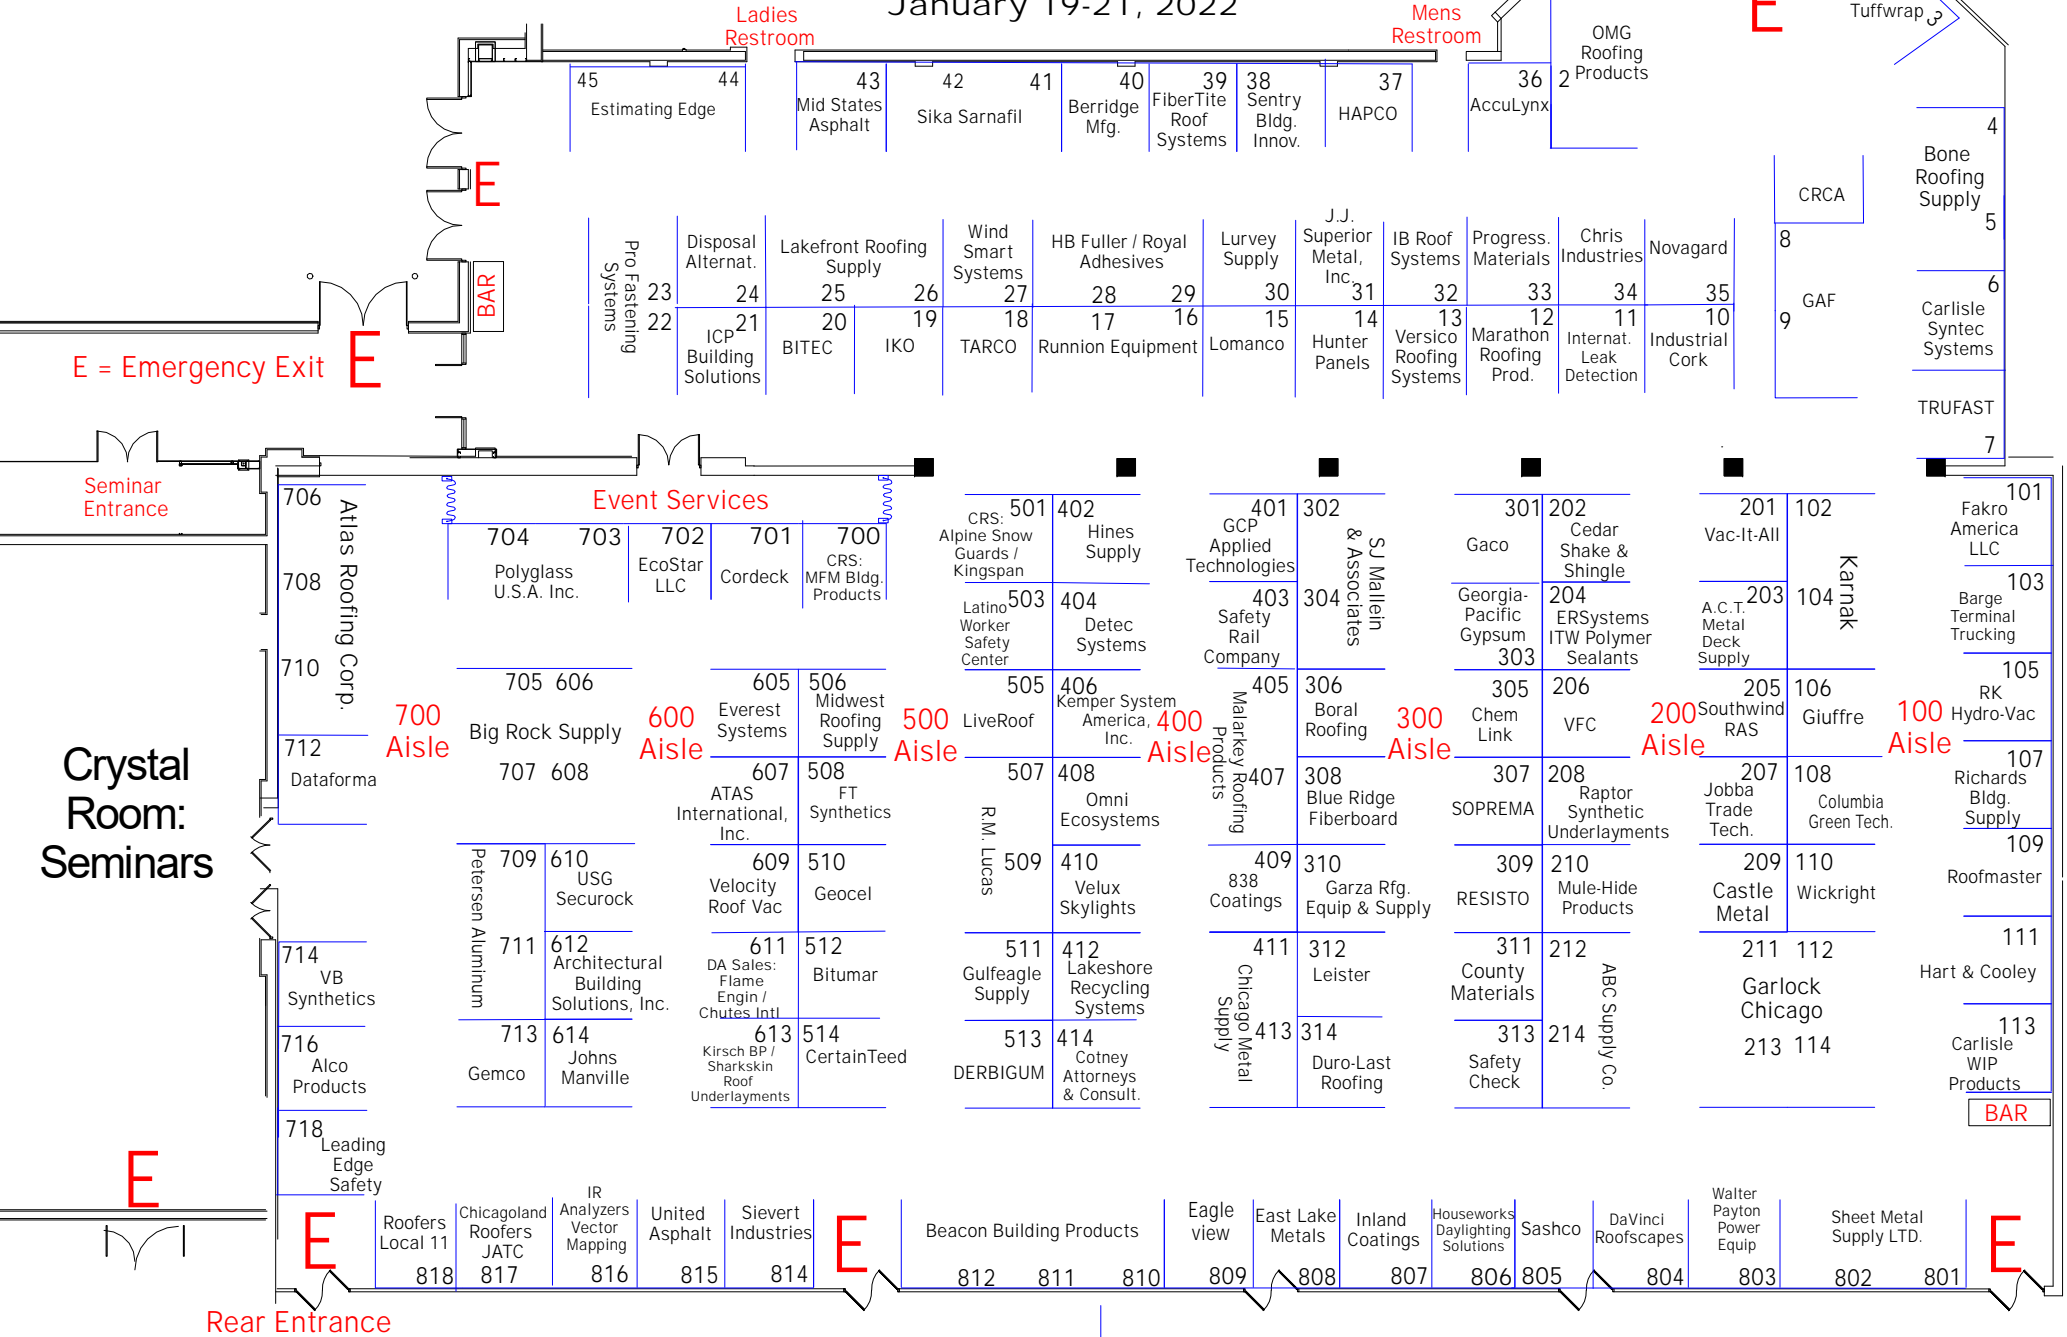 January 19-21, 2022
Ladies
Restroom
Mens
Restroom
E
Tuffwrap 3
OMG
Roofing
2 Products
45 44
Estimating Edge
43
Mid States
Asphalt
42 41
Sika Sarnafil
40
Berridge
Mfg.
39
FiberTite
Roof
Systems
38
Sentry
Bldg.
Innov.
37
HAPCO
36
AccuLynx
4
Bone
Roofing
Supply
5
CRCA
8
GAF
9
6
Carlisle
Syntec
Systems
TRUFAST
7
E
BAR
E = Emergency Exit
E
Pro Fastening
Systems
23
22
Disposal
Alternat.
24
Lakefront Roofing
Supply
25 26
Wind
Smart
Systems
27
HB Fuller / Royal
Adhesives
28 29
Lurvey
Supply
30
J.J.
Superior
Metal,
Inc.
31
IB Roof
Systems
32
Progress.
Materials
33
Chris
Industries
34
Novagard
35
21
ICP
Building
Solutions
20
BITEC
19
IKO
18
TARCO
17 16
Runnion Equipment
15
Lomanco
14
Hunter
Panels
13
Versico
Roofing
Systems
12
Marathon
Roofing
Prod.
11
Internat.
Leak
Detection
10
Industrial
Cork
Seminar
Entrance
Event Services
706
708
710
Atlas Roofing Corp.
712
Dataforma
714
VB
Synthetics
716
Alco
Products
718
Leading
Edge
Safety
704 703
Polyglass
U.S.A. Inc.
702
EcoStar
LLC
701
Cordeck
700
CRS:
MFM Bldg.
Products
700
Aisle
705 606
Big Rock Supply
707 608
709
711
Petersen Aluminum
610
USG
Securock
612
Architectural
Building
Solutions, Inc.
713
Gemco
614
Johns
Manville
600
Aisle
605
Everest
Systems
506
Midwest
Roofing
Supply
607
ATAS
International,
Inc.
508
FT
Synthetics
609
Velocity
Roof Vac
510
Geocel
611
DA Sales:
Flame
Engin /
Chutes Intl
512
Bitumar
613
Kirsch BP /
Sharkskin
Roof
Underlayments
514
CertainTeed
500
Aisle
501
CRS:
Alpine Snow
Guards /
Kingspan
402
Hines
Supply
503
Latino
Worker
Safety
Center
404
Detec
Systems
505
LiveRoof
406
Kemper System
America,
Inc.
507
509
R.M. Lucas
408
Omni
Ecosystems
410
Velux
Skylights
511
Gulfeagle
Supply
412
Lakeshore
Recycling
Systems
513
DERBIGUM
414
Cotney
Attorneys
& Consult.
400
Aisle
401
GCP
Applied
Technologies
302
304
SJ Mallein
& Associates
403
Safety
Rail
Company
405
407
Malarkey Roofing
Products
306
Boral
Roofing
308
Blue Ridge
Fiberboard
409
838
Coatings
310
Garza Rfg.
Equip & Supply
411
413
Chicago Metal
Supply
312
Leister
314
Duro-Last
Roofing
300
Aisle
301
Gaco
202
Cedar
Shake &
Shingle
Georgia-
Pacific
Gypsum
303
204
ERSystems
ITW Polymer
Sealants
305
Chem
Link
206
VFC
307
SOPREMA
208
Raptor
Synthetic
Underlayments
309
RESISTO
210
Mule-Hide
Products
311
County
Materials
212
214
ABC Supply Co.
313
Safety
Check
200
Aisle
201
Vac-It-All
102
104
Karnak
203
A.C.T.
Metal
Deck
Supply
205
Southwind
RAS
106
Giuffre
207
Jobba
Trade
Tech.
108
Columbia
Green Tech.
209
Castle
Metal
110
Wickright
211 112
Garlock
Chicago
213 114
100
Aisle
101
Fakro
America
LLC
103
Barge
Terminal
Trucking
105
RK
Hydro-Vac
107
Richards
Bldg.
Supply
109
Roofmaster
111
Hart & Cooley
113
Carlisle
WIP
Products
BAR
Crystal
Room:
Seminars
E
E
Rear Entrance
Roofers
Local 11
818
Chicagoland
Roofers
JATC
817
IR
Analyzers
Vector
Mapping
816
United
Asphalt
815
Sievert
Industries
814
E
Beacon Building Products
812 811 810
Eagle
view
809
East Lake
Metals
808
Inland
Coatings
807
Houseworks
Daylighting
Solutions
806
Sashco
805
DaVinci
Roofscapes
804
Walter
Payton
Power
Equip
803
Sheet Metal
Supply LTD.
802 801
E